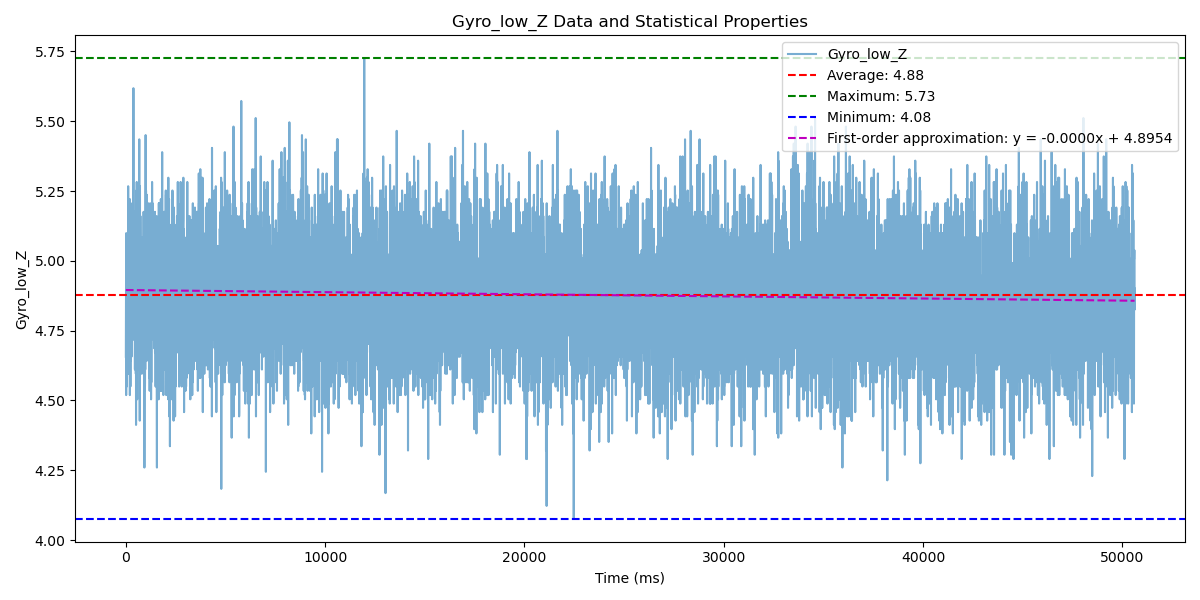 Gyro_low_Z Data and Statistical Properties
Gyro_low_Z
5.75
5.50
5.25
5.00
4.75
4.50
4.25
4.00
Gyro_low_Z
Average: 4.88
Maximum: 5.73
Minimum: 4.08
First-order approximation: y = -0.0000x + 4.8954
0 10000 20000 30000 40000 50000
Time (ms)